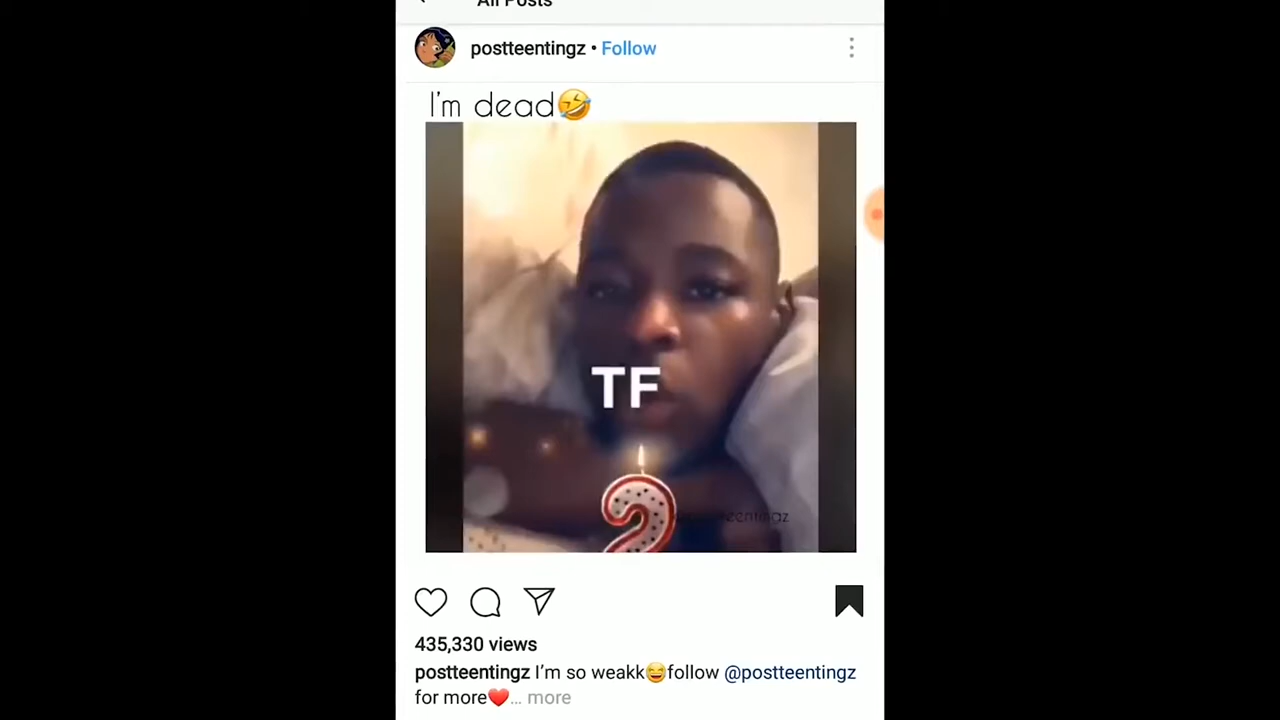 All Posts
postteentingz • Follow
I'm dead🤣
TF
435,330 views
postteentingz I'm so weakk😅follow @postteentingz
for more❤️... more